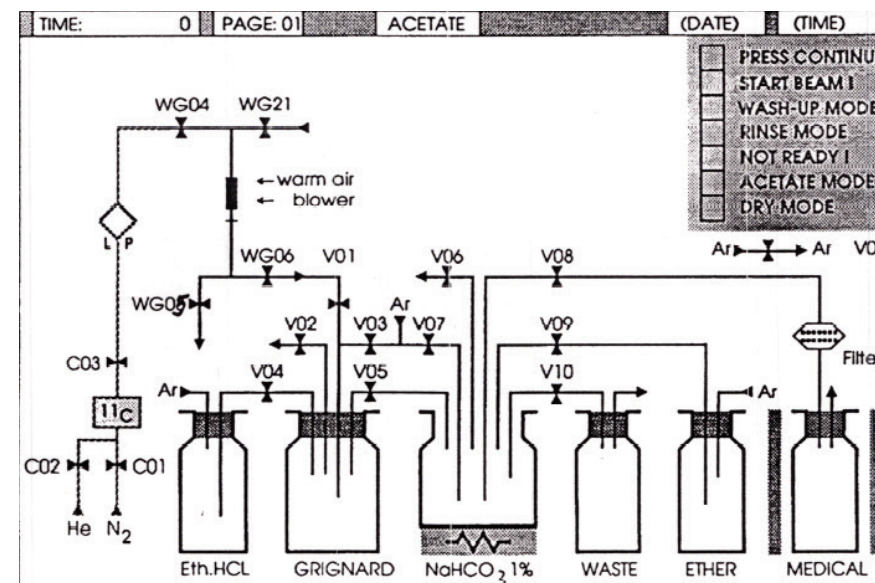 TIME: 0 PAGE: 01 ACETATE (DATE) (TIME)
PRESS CONTINU
START BEAM !
WASH-UP MODE
RINSE MODE
NOT READY !
ACETATE MODE
DRY MODE
WG04 WG21
warm air
blower
L P
Ar Ar V0
WG06 V01 V06 V08
WG05
Ar
V02 V03 V07 V09
Filte
C03
Ar V04 V05 V10 Ar
11C
C02 C01
He N2
Eth.HCL GRIGNARD NaHCO3 1% WASTE ETHER MEDICAL